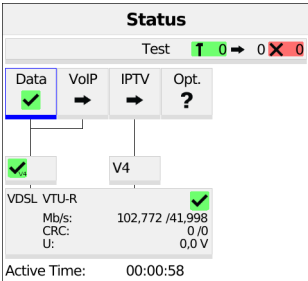 Status
Test 0 0 0
Data VoIP IPTV Opt.
?
V4 V4
VDSL VTU-R
Mb/s: 102,772 /41,998
CRC: 0 /0
U: 0,0 V
Active Time: 00:00:58